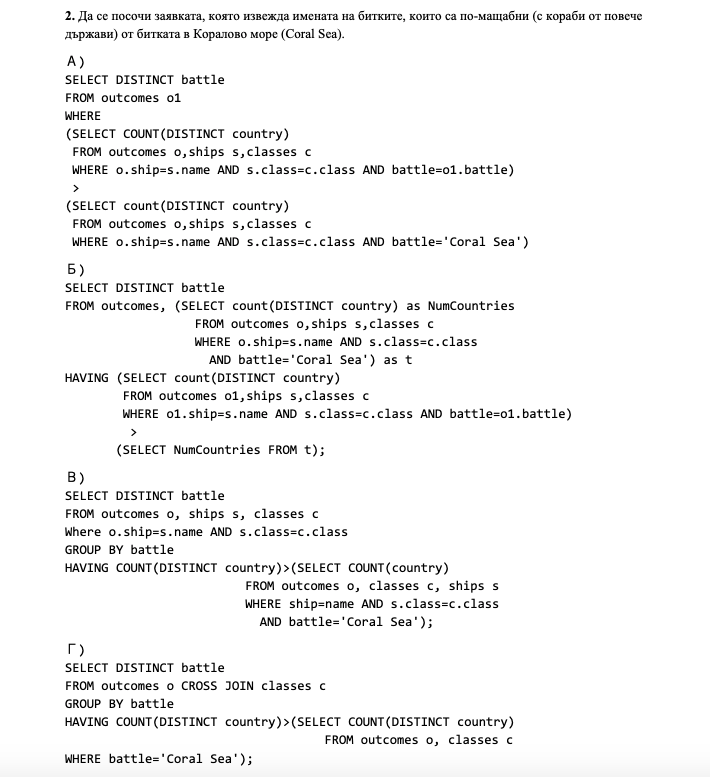 2. Да се посочи заявката, която извежда имената на битките, които са по-мащабни (с кораби от повече
държави) от битката в Коралово море (Coral Sea).
А)
SELECT DISTINCT battle
FROM outcomes o1
WHERE
(SELECT COUNT(DISTINCT country)
FROM outcomes o,ships s,classes c
WHERE o.ship=s.name AND s.class=c.class AND battle=o1.battle)
>
(SELECT count(DISTINCT country)
FROM outcomes o,ships s,classes c
WHERE o.ship=s.name AND s.class=c.class AND battle='Coral Sea')
Б)
SELECT DISTINCT battle
FROM outcomes, (SELECT count(DISTINCT country) as NumCountries
FROM outcomes o,ships s,classes c
WHERE o.ship=s.name AND s.class=c.class
AND battle='Coral Sea') as t
HAVING (SELECT count(DISTINCT country)
FROM outcomes o1,ships s,classes c
WHERE o1.ship=s.name AND s.class=c.class AND battle=o1.battle)
>
(SELECT NumCountries FROM t);
В)
SELECT DISTINCT battle
FROM outcomes o, ships s, classes c
Where o.ship=s.name AND s.class=c.class
GROUP BY battle
HAVING COUNT(DISTINCT country)>(SELECT COUNT(country)
FROM outcomes o, classes c, ships s
WHERE ship=name AND s.class=c.class
AND battle='Coral Sea');
Г)
SELECT DISTINCT battle
FROM outcomes o CROSS JOIN classes c
GROUP BY battle
HAVING COUNT(DISTINCT country)>(SELECT COUNT(DISTINCT country)
FROM outcomes o, classes c
WHERE battle='Coral Sea');